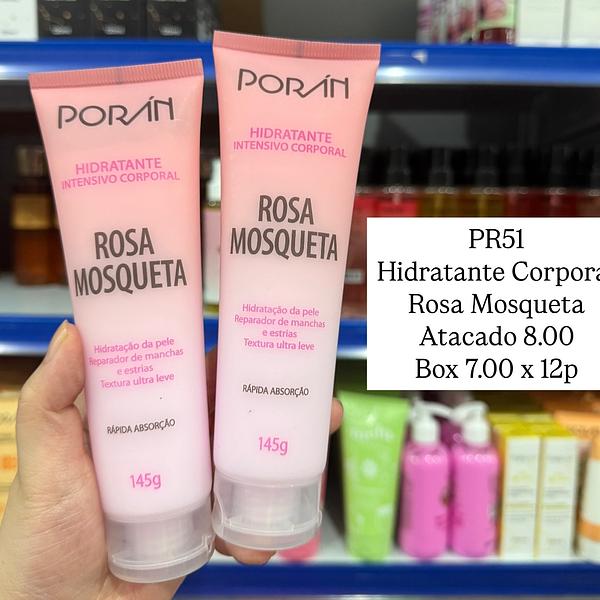 PORÁN
HIDRATANTE
INTENSIVO CORPORAL
ROSA
MOSQUETA
Hidratação da pele
Reparador de manchas
e estrias
Textura ultra leve
RÁPIDA ABSORÇÃO
145g
PORÁN
HIDRATANTE
INTENSIVO CORPORAL
ROSA
MOSQUETA
Hidratação da pele
Reparador de manchas
e estrias
Textura ultra leve
RÁPIDA ABSORÇÃO
145g
PR51
Hidratante Corpora
Rosa Mosqueta
Atacado 8.00
Box 7.00 x 12p